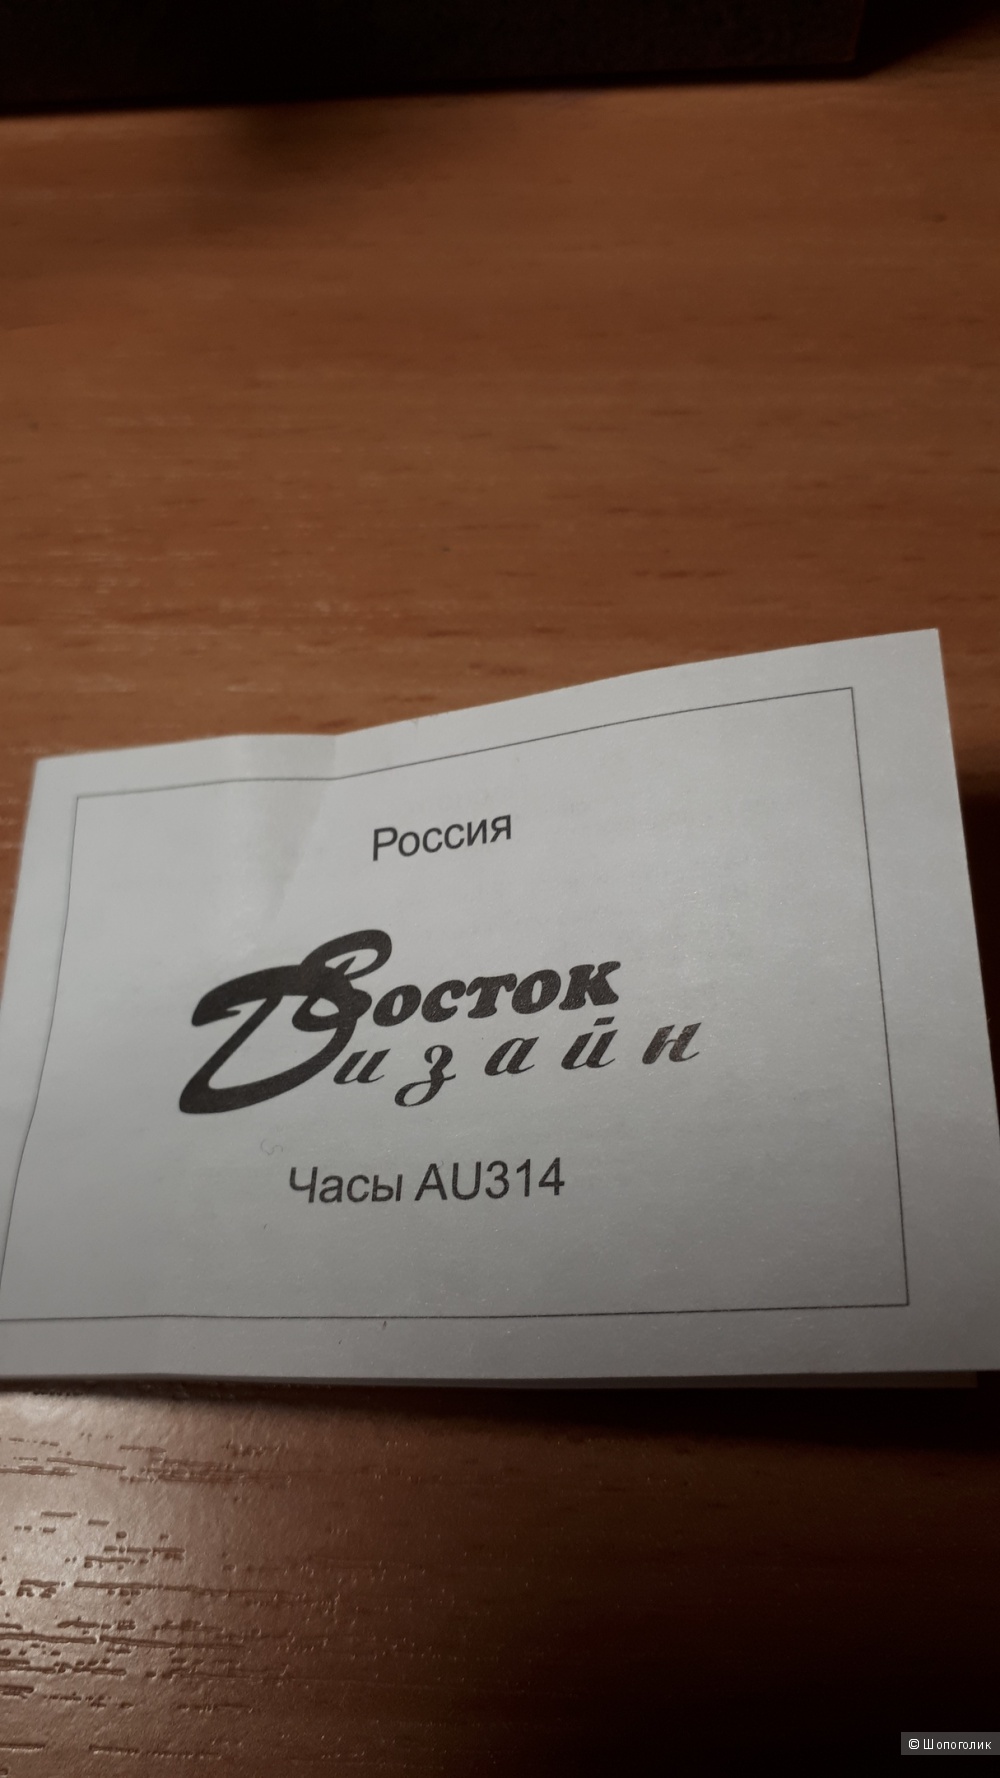 Россия
Восток
Дизайн
Часы AU314
© Шопоголик